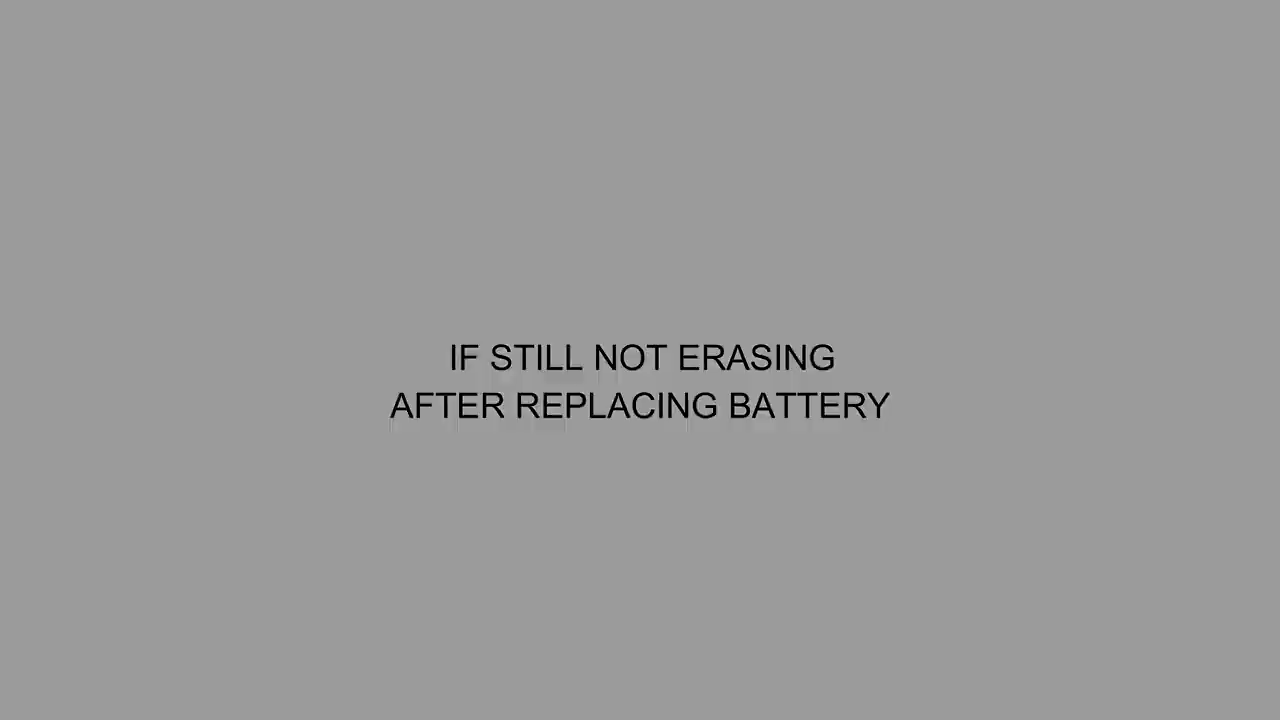 IF STILL NOT ERASING
AFTER REPLACING BATTERY